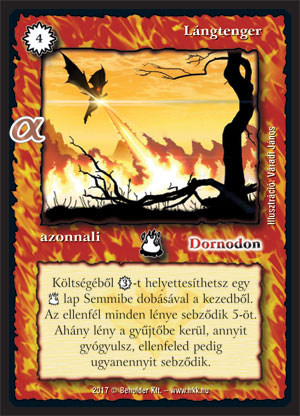 4
Lángtenger
α
Illusztráció: Váradi János
azonnali
Dornodon
Költségéből 3-t helyettesíthetsz egy
lap Semmibe dobásával a kezedből.
Az ellenfél minden lénye sebződik 5-öt.
Ahány lény a gyűjtőbe kerül, annyit
gyógyulsz, ellenfeled pedig
ugyanennyit sebződik.
2017 © Beholder Kft. – www.hkk.hu